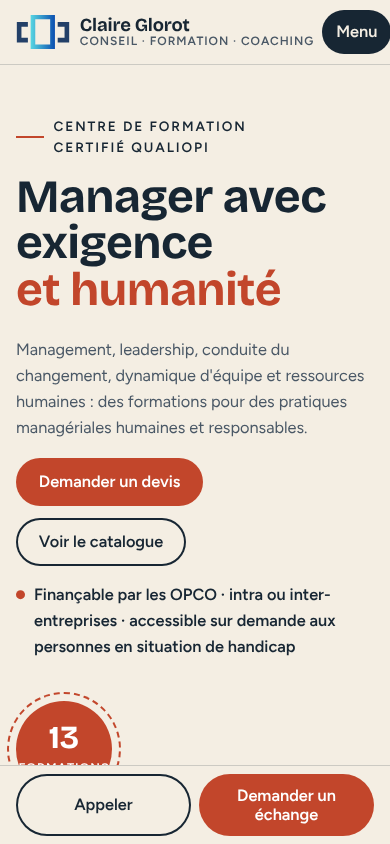 Claire Glorot
CONSEIL · FORMATION · COACHING
Menu
CENTRE DE FORMATION
CERTIFIÉ QUALIOPI
Manager avec
exigence
et humanité
Management, leadership, conduite du
changement, dynamique d'équipe et ressources
humaines : des formations pour des pratiques
managériales humaines et responsables.
Demander un devis
Voir le catalogue
Finançable par les OPCO · intra ou inter-
entreprises · accessible sur demande aux
personnes en situation de handicap
13
FORMATIONS
Appeler
Demander un
échange